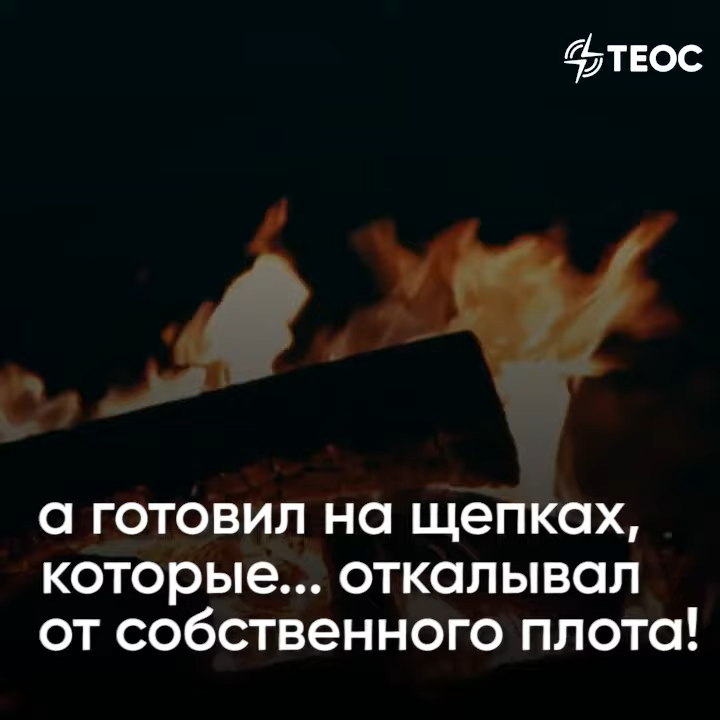 ТЕОС
а готовил на щепках,
которые... откалывал
от собственного плота!